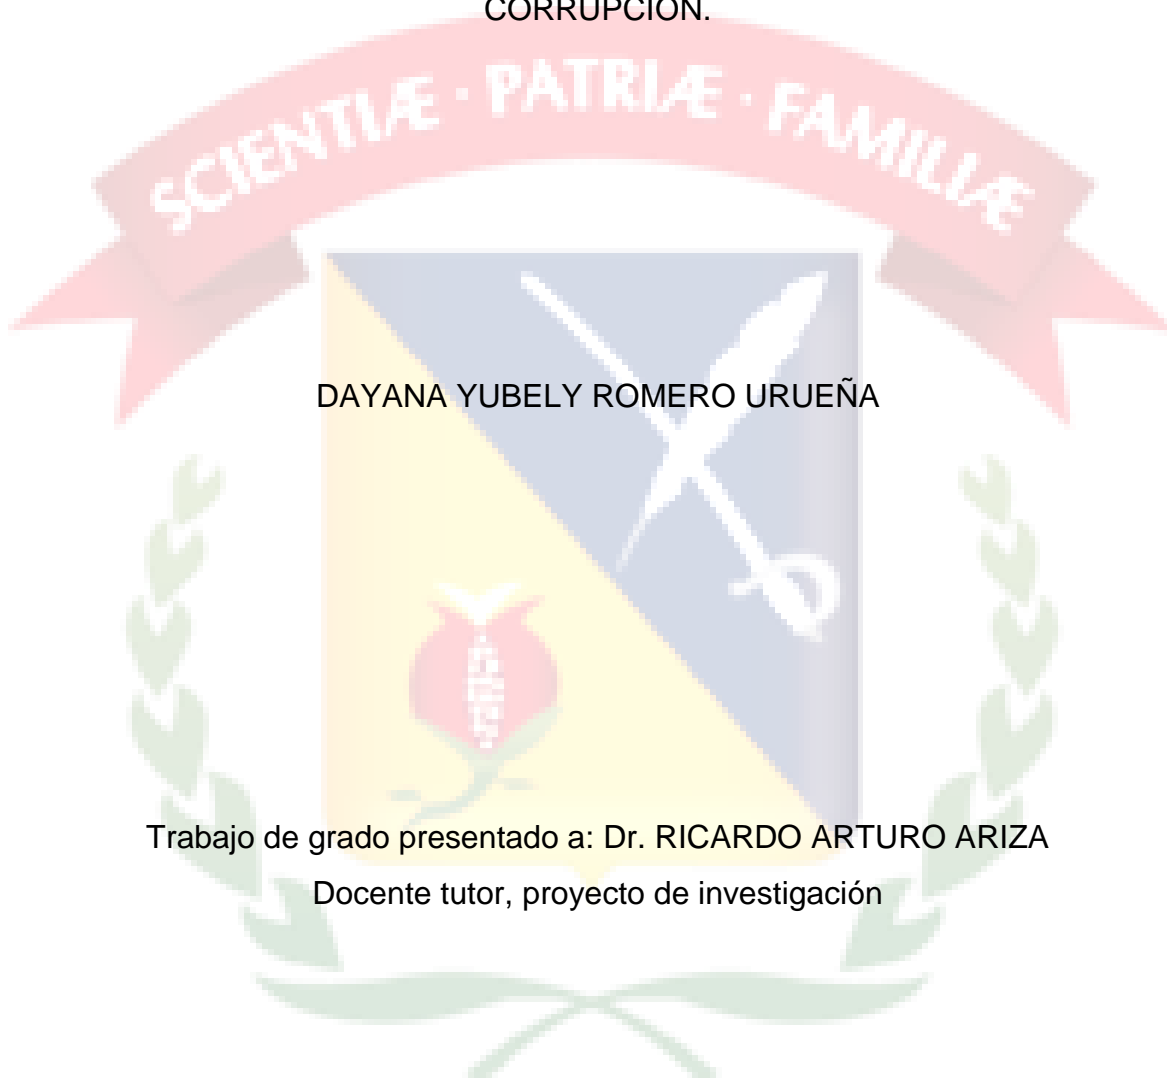 CORRUPCIÓN.
SCIENTIÆ · PATRIÆ · FAMILIÆ
DAYANA YUBELY ROMERO URUEÑA
Trabajo de grado presentado a: Dr. RICARDO ARTURO ARIZA
Docente tutor, proyecto de investigación